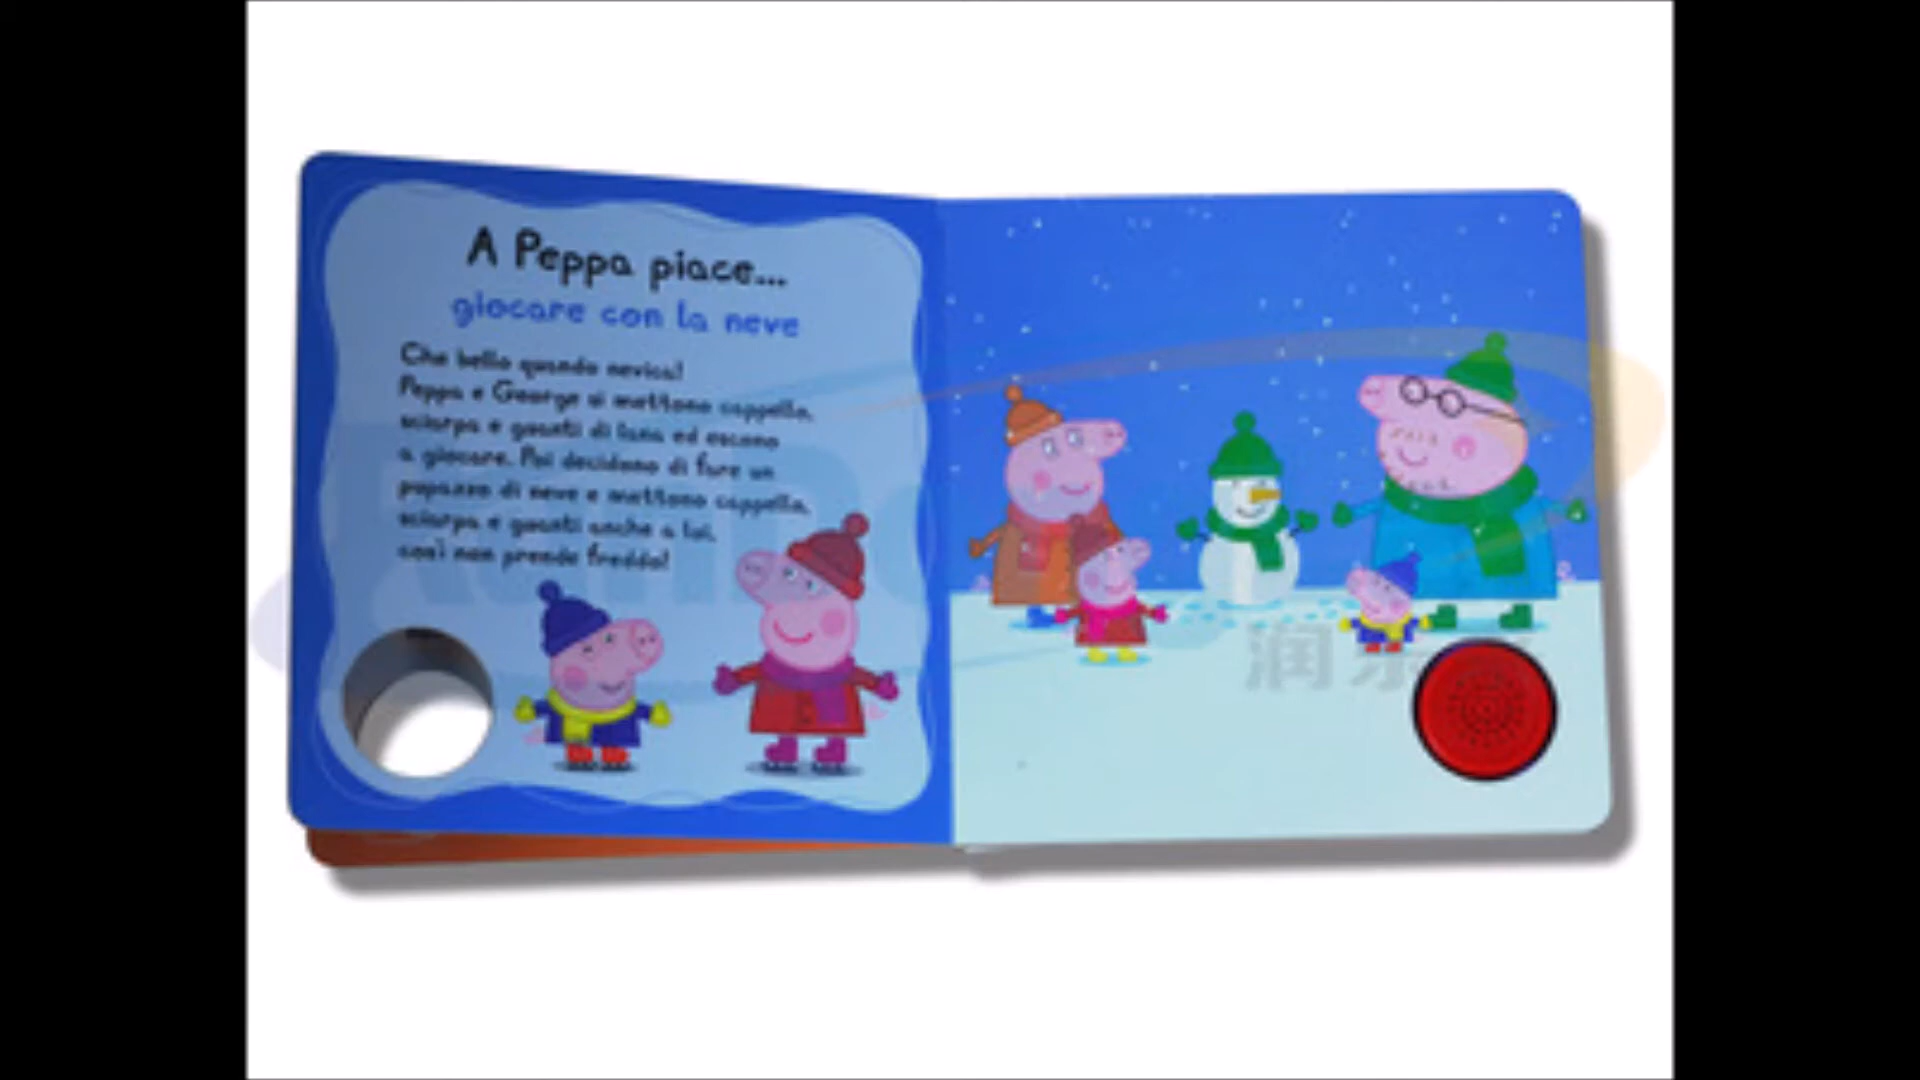 A Peppa piace...
giocare con la neve
Che bello quando nevica!
Peppa e George si mettono cappello,
sciarpa e guanti di lana ed escono
a giocare. Poi decidono di fare un
pupazzo di neve e mettono cappello,
sciarpa e guanti anche a lui,
così non prende freddo!
润